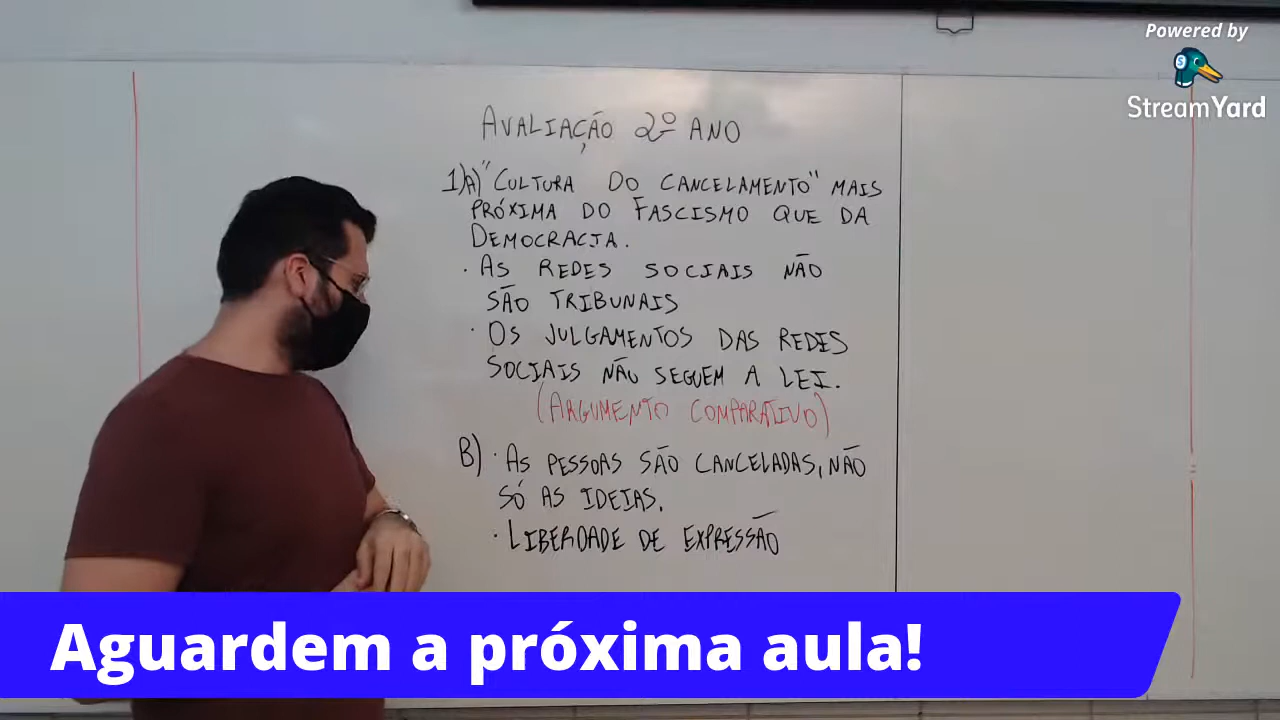 Powered by
StreamYard
AVALIAÇÃO 2º ANO
1)A)"CULTURA DO CANCELAMENTO" MAIS
PRÓXIMA DO FASCISMO QUE DA
DEMOCRACIA.
· AS REDES SOCIAIS NÃO
SÃO TRIBUNAIS
· OS JULGAMENTOS DAS REDES
SOCIAIS NÃO SEGUEM A LEI.
(ARGUMENTO COMPARATIVO)
B) · AS PESSOAS SÃO CANCELADAS, NÃO
SÓ AS IDEIAS.
· LIBERDADE DE EXPRESSÃO
Aguardem a próxima aula!